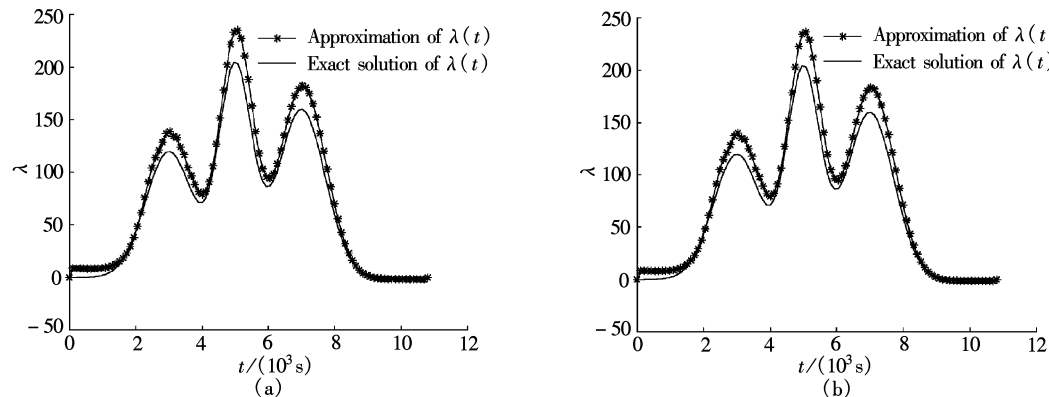 250
200
150
100
50
0
-50
λ
Approximation of λ(t)
Exact solution of λ(t)
0 2 4 6 8 10 12
t/(10³s)
(a)
250
200
150
100
50
0
-50
λ
Approximation of λ(t
Exact solution of λ(t)
0 2 4 6 8 10 12
t/(10³s)
(b)